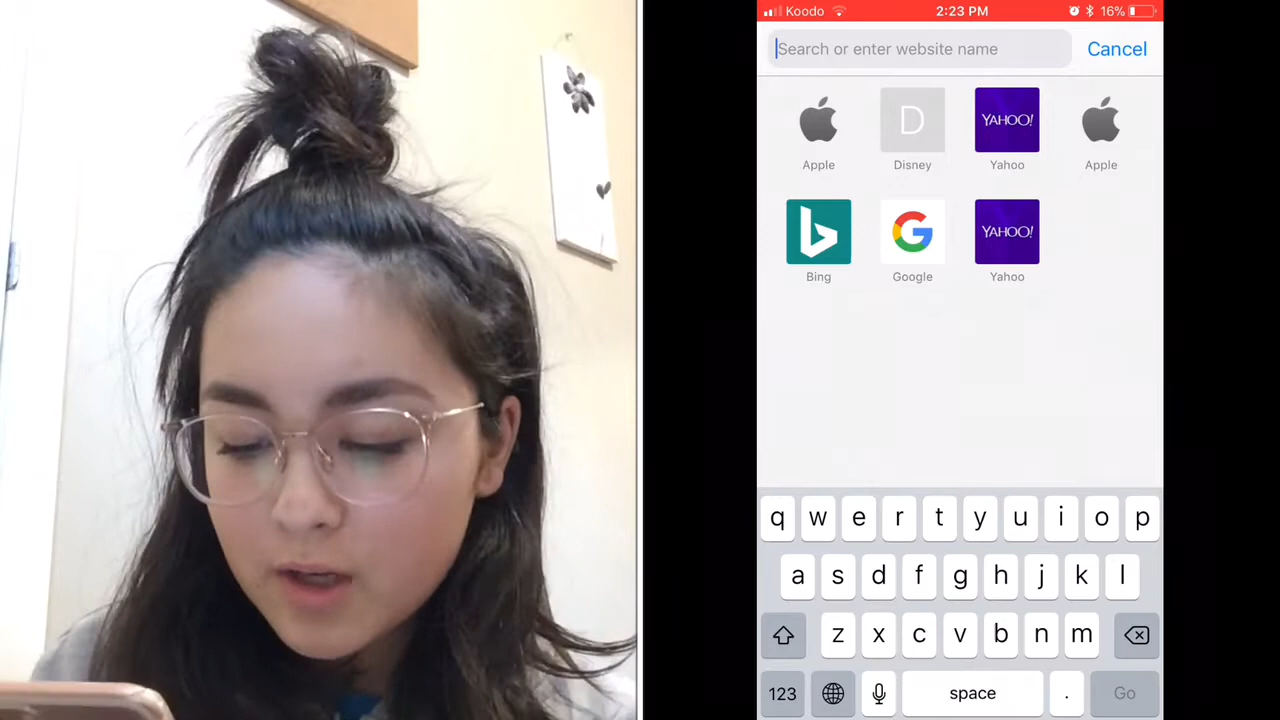 Koodo 2:23 PM 16%
Search or enter website name Cancel
D YAHOO!
Apple Disney Yahoo Apple
b G YAHOO!
Bing Google Yahoo
q w e r t y u i o p
a s d f g h j k l
z x c v b n m
123 space . Go